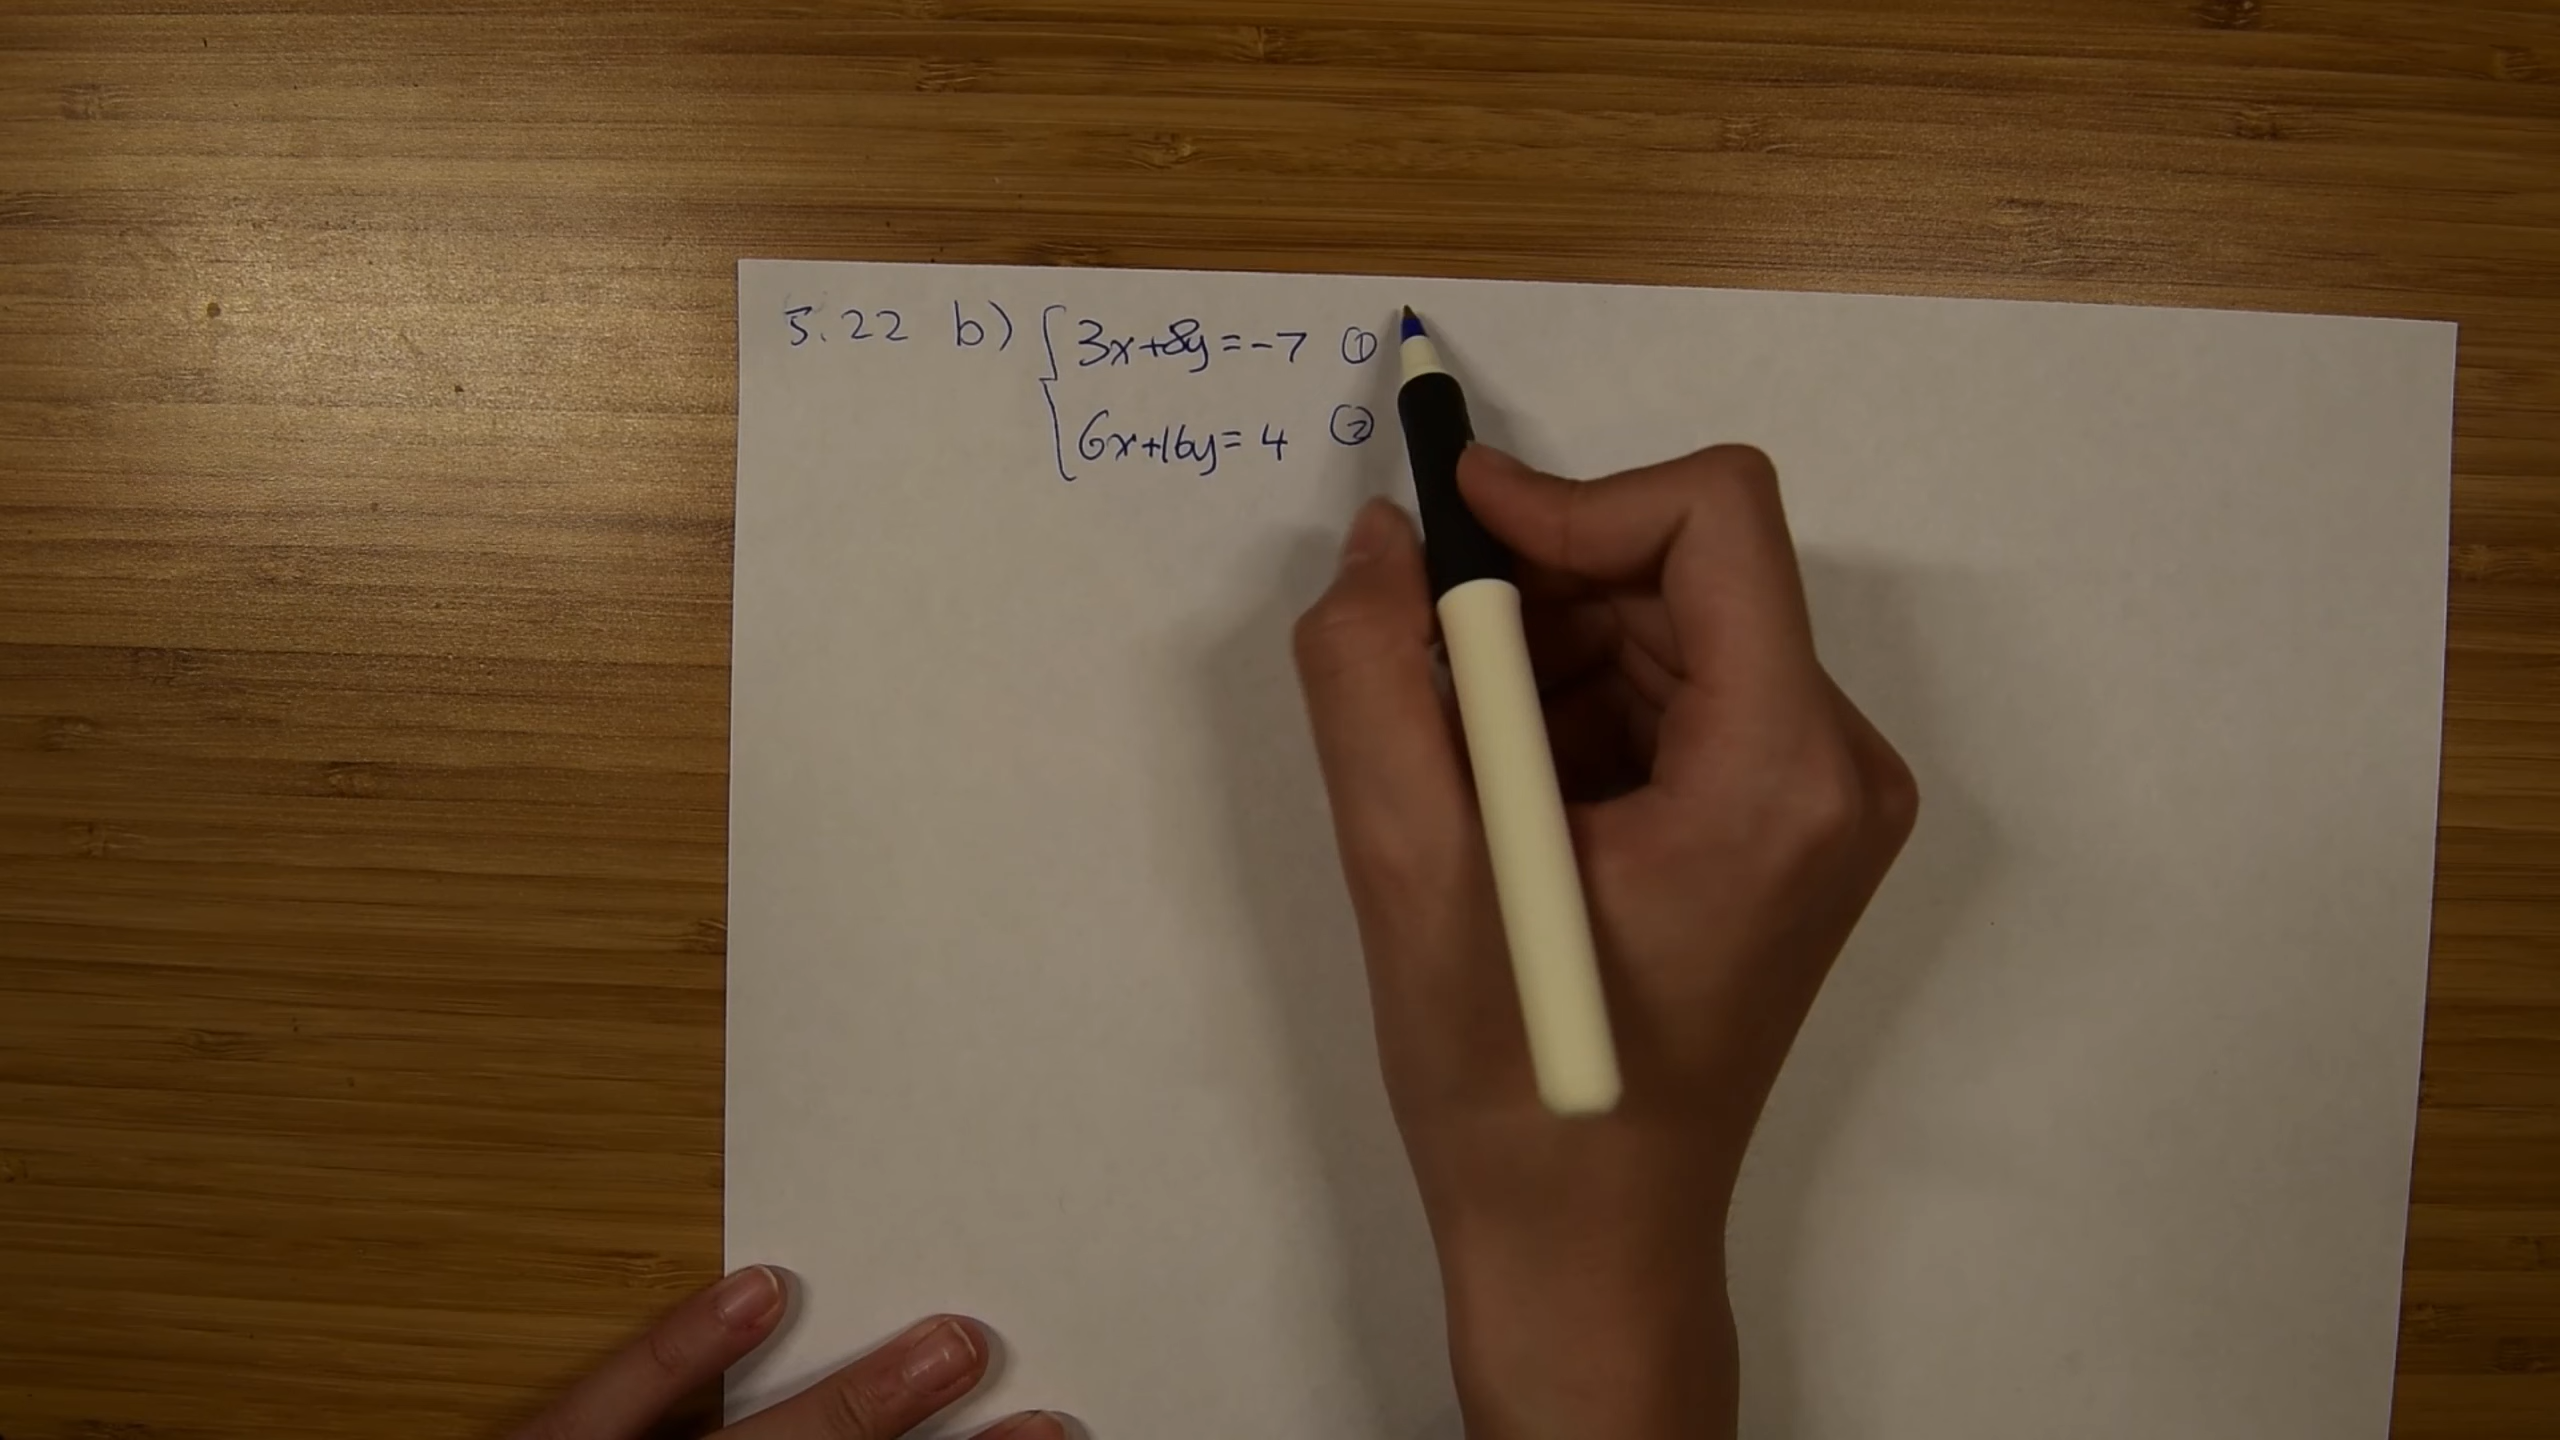 5.22 b) { 3x+8y=-7 ①
6x+16y= 4 ②